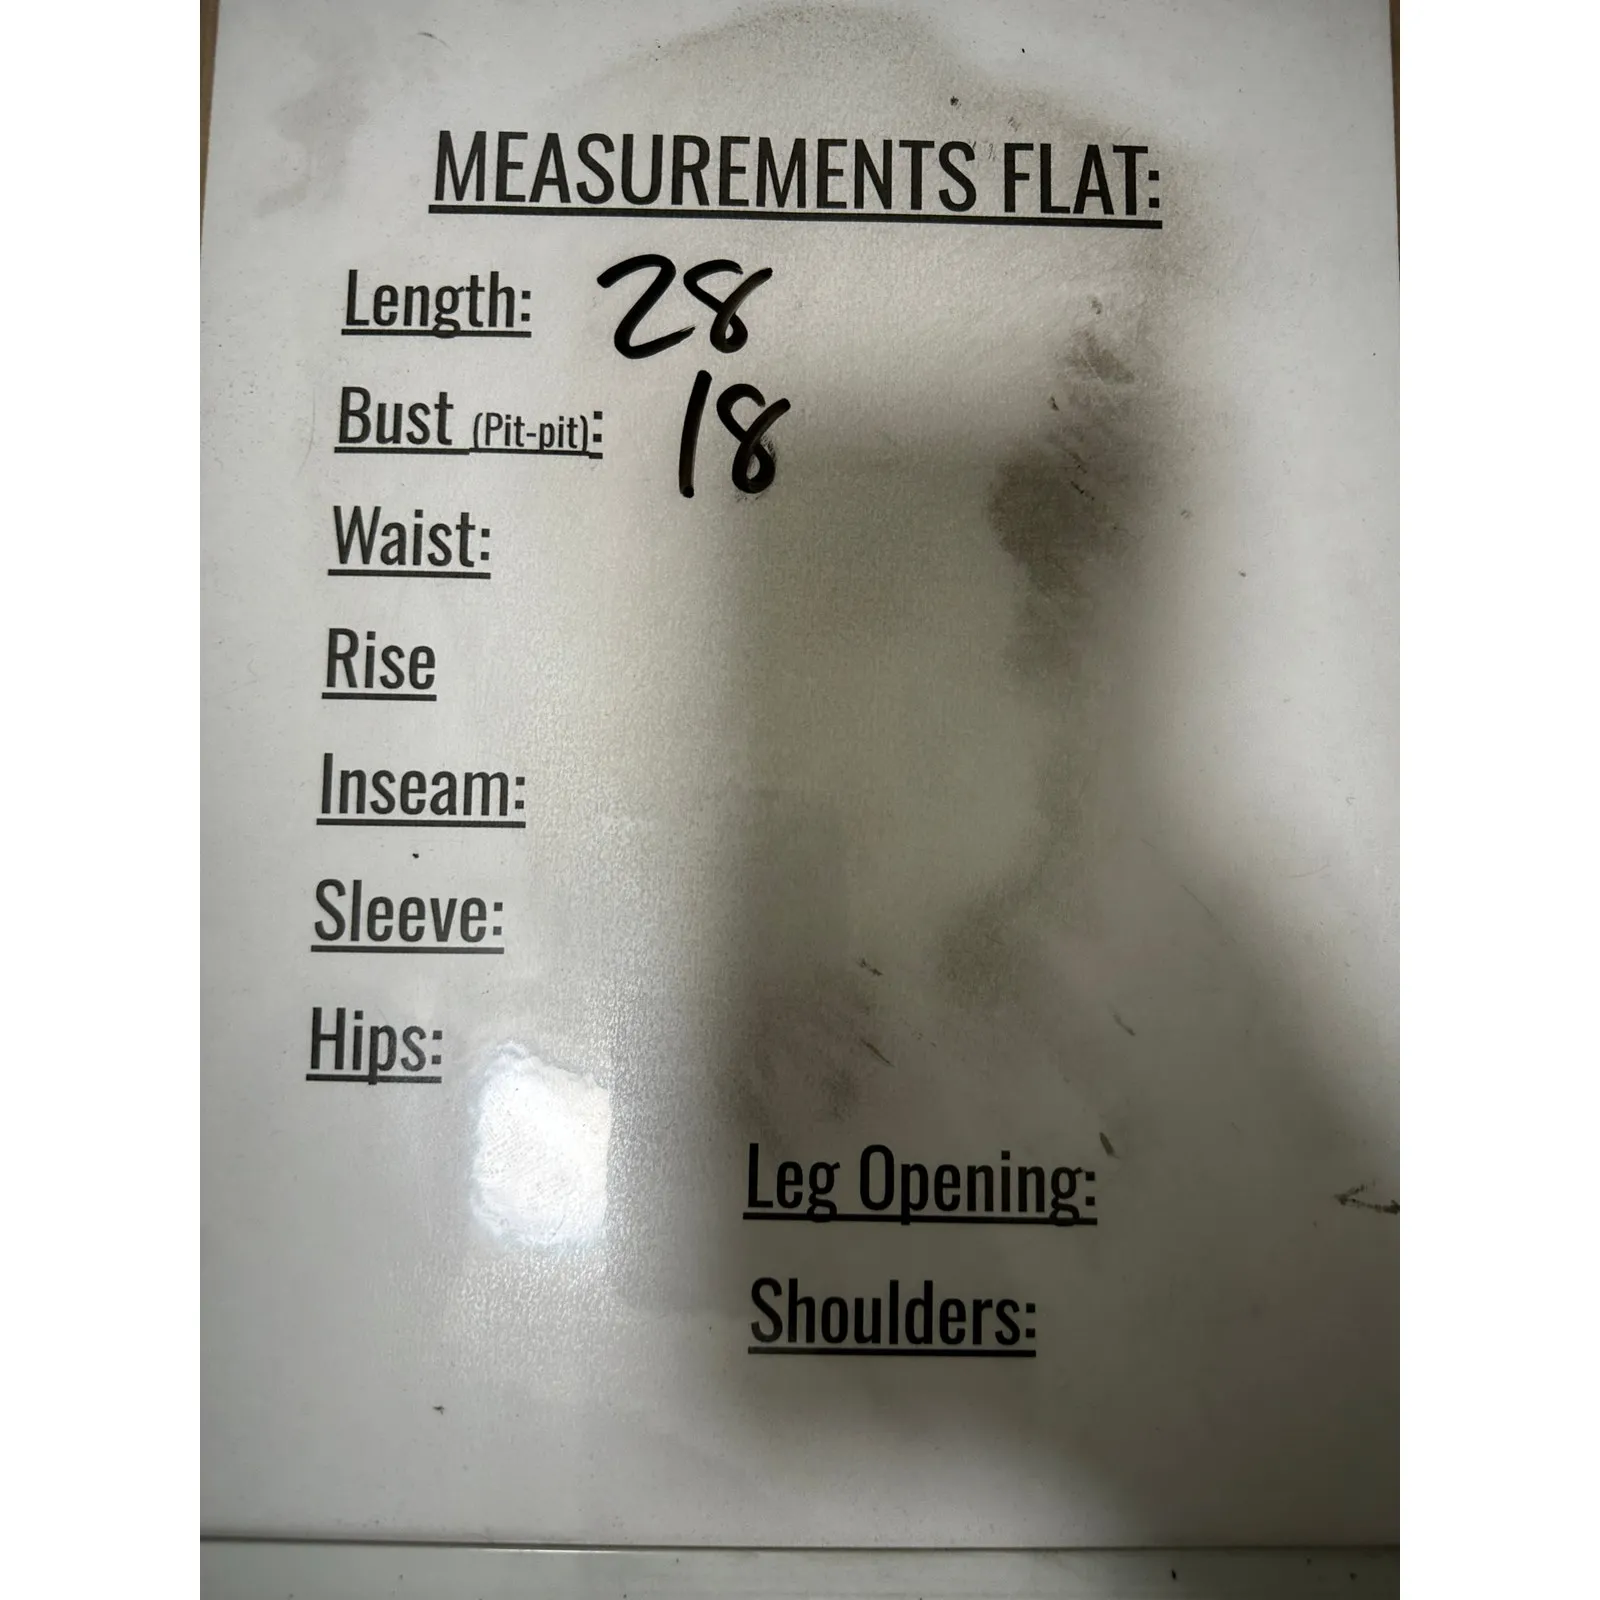 MEASUREMENTS FLAT:
Length: 28
Bust (Pit-pit): 18
Waist:
Rise
Inseam:
Sleeve:
Hips:
Leg Opening:
Shoulders: